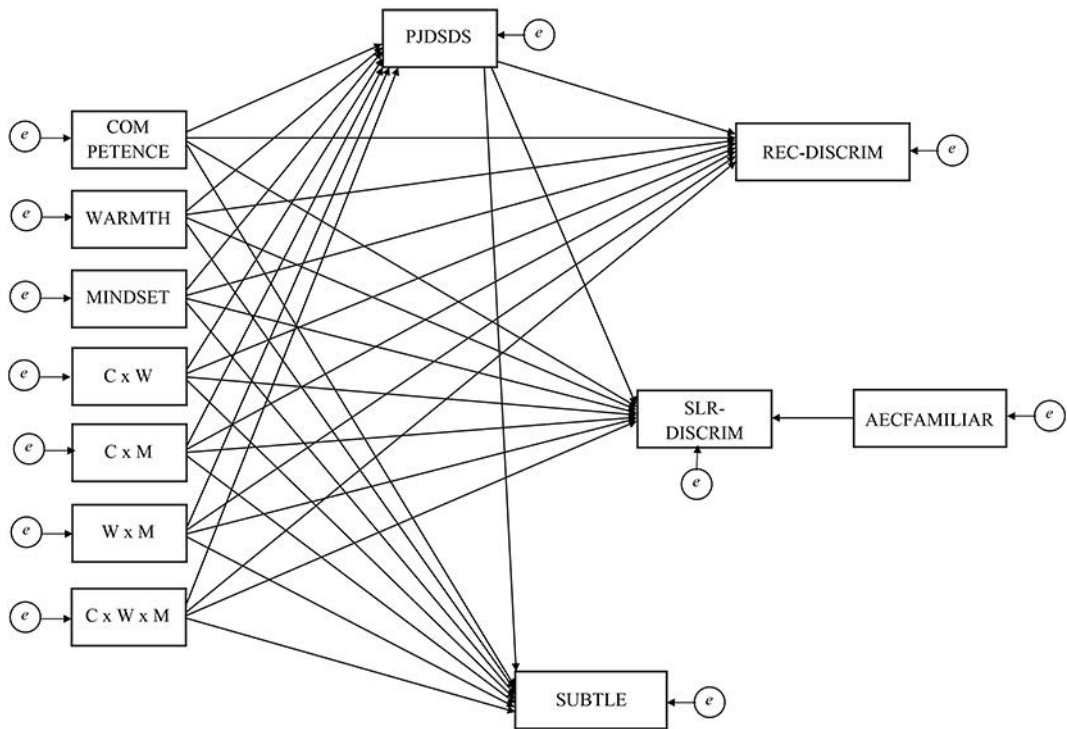 PJDSDS
e
e
COM
PETENCE
REC-DISCRIM
e
e
WARMTH
e
MINDSET
e
C x W
SLR-
DISCRIM
AECFAMILIAR
e
e
C x M
e
e
W x M
e
C x W x M
SUBTLE
e